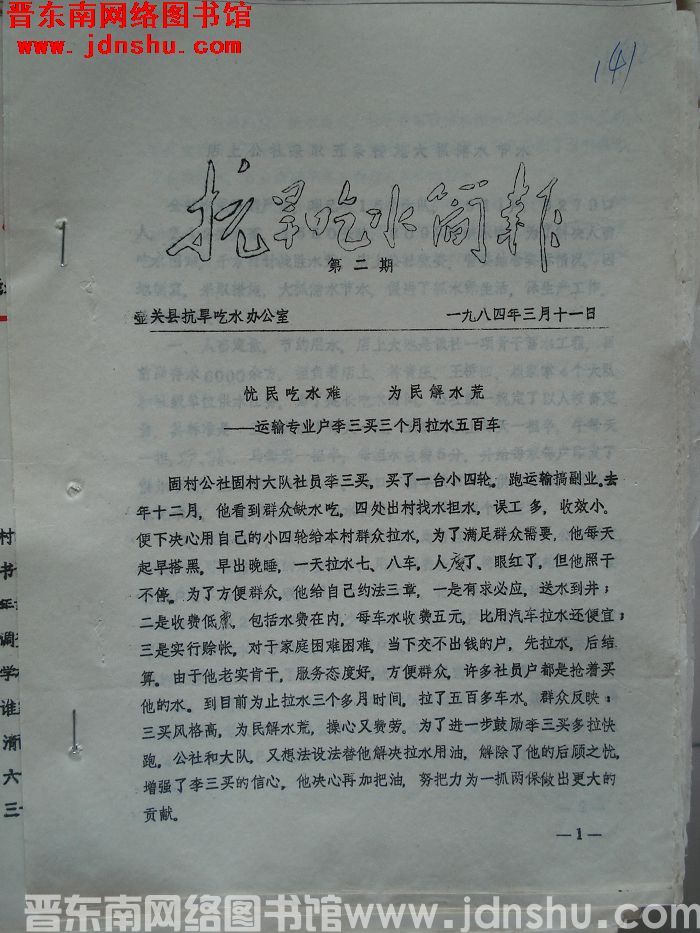 晋东南网络图书馆
www.jdnshu.com
141
抗旱吃水简报
第二期
壶关县抗旱吃水办公室 一九八四年三月十一日
忧民吃水难 为民解水荒
——运输专业户李三买三个月拉水五百车
固村公社固村大队社员李三买,买了一台小四轮。跑运输搞副业。去
年十二月,他看到群众缺水吃,四处出村找水担水,误工多,收效小。
便下决心用自己的小四轮给本村群众拉水,为了满足群众需要,他每天
起早搭黑,早出晚睡,一天拉水七、八车,人瘦了、眼红了,但他照干
不停。为了方便群众,他给自己约法三章,一是有求必应,送水到井;
二是收费低廉,包括水费在内,每车水收费五元,比用汽车拉水还便宜;
三是实行赊帐,对于家庭困难困难,当下交不出钱的户,先拉水,后结
算。由于他老实肯干,服务态度好,方便群众,许多社员户都是抢着买
他的水。到目前为止拉水三个多月时间,拉了五百多车水。群众反映:
三买风格高,为民解水荒,操心又费劳。为了进一步鼓励李三买多拉快
跑,公社和大队,又想法设法替他解决拉水用油,解除了他的后顾之忧,
增强了李三买的信心,他决心再加把油,努把力为一抓两保做出更大的
贡献。
—1—
村
书
年
调
学
谁
清
六
三
晋东南网络图书馆www.jdnshu.com